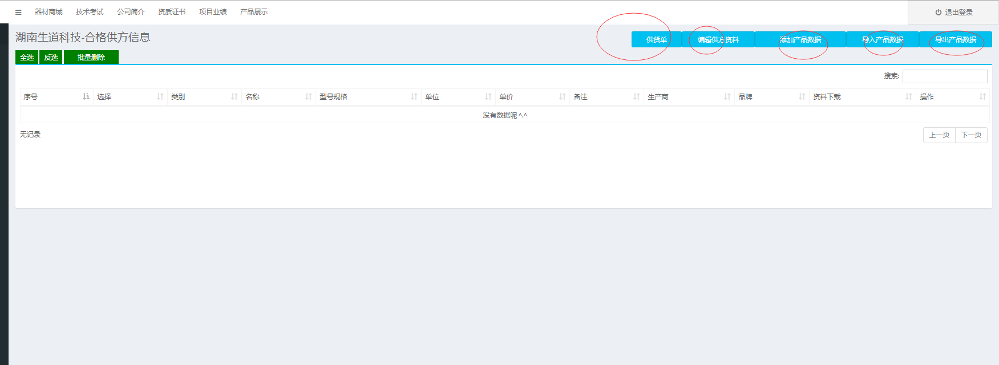 器材商城 技术考试 公司简介 资质证书 项目业绩 产品展示 退出登录
湖南生道科技-合格供方信息 供货单 编辑供方资料 添加产品数据 导入产品数据 导出产品数据
全选 反选 批量删除
搜索:
序号 选择 类别 名称 型号规格 单位 单价 备注 生产商 品牌 资料下载 操作
没有数据呢 ^.^
无记录 上一页 下一页